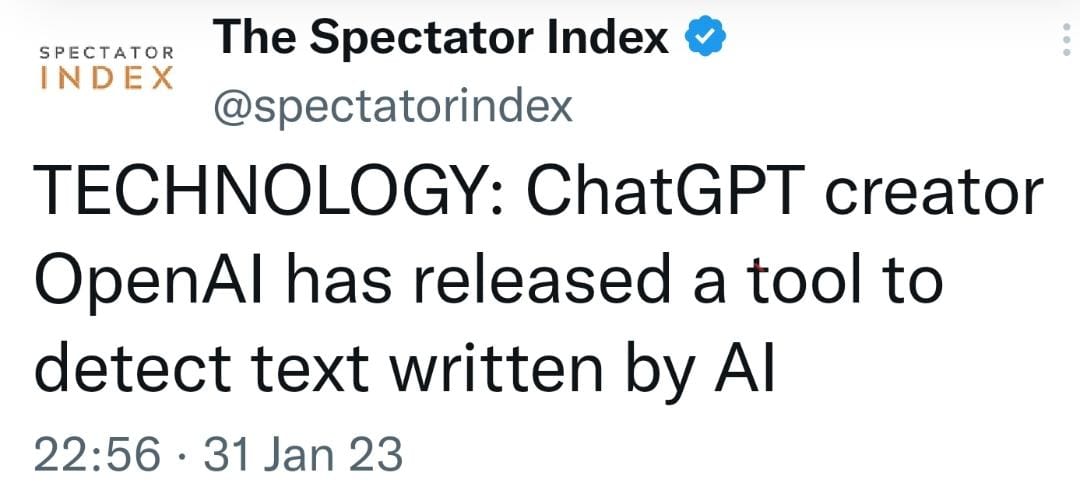 SPECTATOR
INDEX
The Spectator Index
@spectatorindex
TECHNOLOGY: ChatGPT creator
OpenAI has released a tool to
detect text written by AI
22:56 · 31 Jan 23